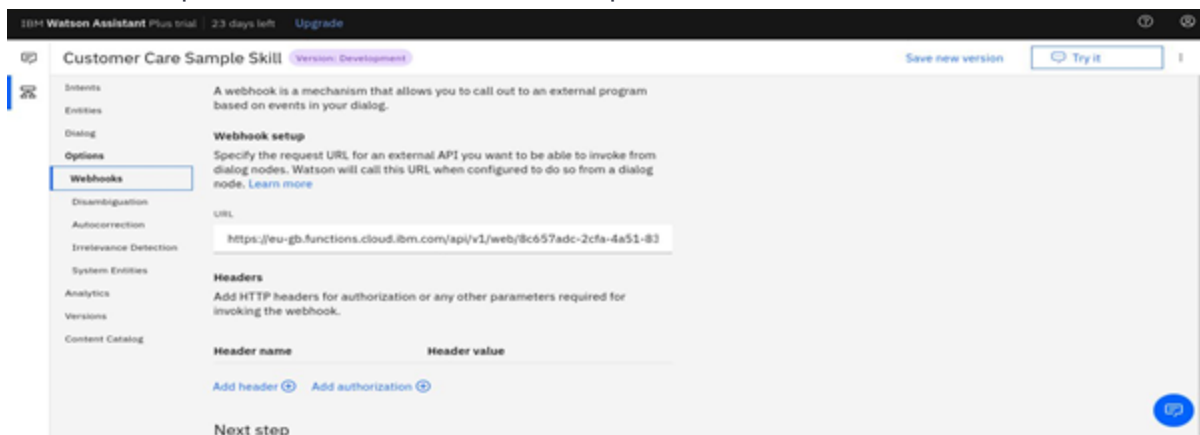 IBM Watson Assistant Plus trial 23 days left Upgrade
Customer Care Sample Skill Version: Development Save new version Try it
Intents
Entities
Dialog
Options
Webhooks
Disambiguation
Autocorrection
Irrelevance Detection
System Entities
Analytics
Versions
Content Catalog
A webhook is a mechanism that allows you to call out to an external program
based on events in your dialog.
Webhook setup
Specify the request URL for an external API you want to be able to invoke from
dialog nodes. Watson will call this URL when configured to do so from a dialog
node. Learn more
URL
https://eu-gb.functions.cloud.ibm.com/api/v1/web/8c657adc-2cfa-4a51-83
Headers
Add HTTP headers for authorization or any other parameters required for
invoking the webhook.
Header name Header value
Add header Add authorization
Next step